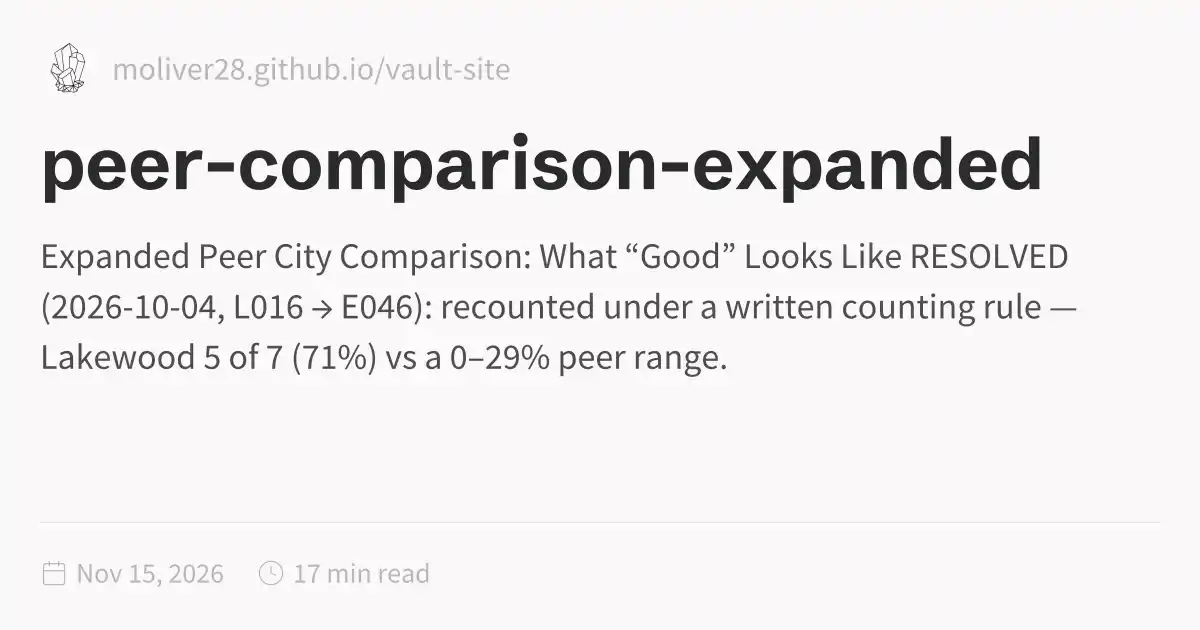 moliver28.github.io/vault-site
peer-comparison-expanded
Expanded Peer City Comparison: What “Good” Looks Like RESOLVED
(2026-10-04, L016 → E046): recounted under a written counting rule —
Lakewood 5 of 7 (71%) vs a 0–29% peer range.
Nov 15, 2026
17 min read